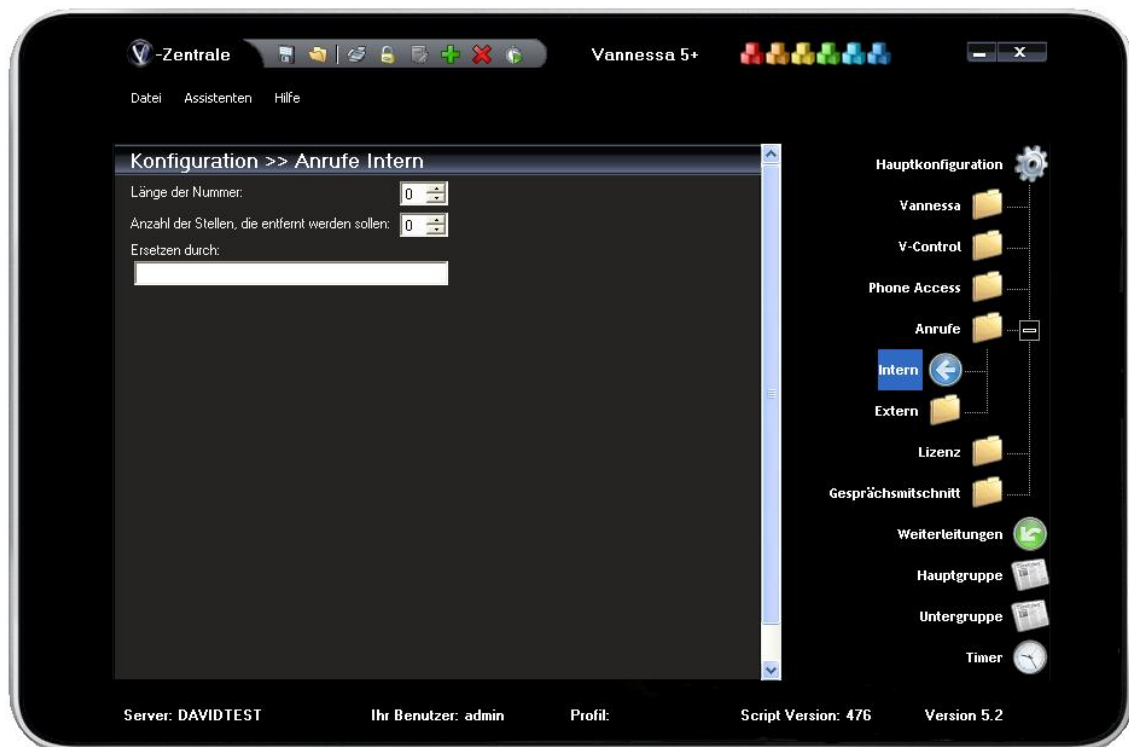 V-Zentrale
Vannessa 5+
X
Datei Assistenten Hilfe
Konfiguration >> Anrufe Intern
Länge der Nummer: 0
Anzahl der Stellen, die entfernt werden sollen: 0
Ersetzen durch:
Hauptkonfiguration
Vannessa
V-Control
Phone Access
Anrufe
Intern
Extern
Lizenz
Gesprächsmitschnitt
Weiterleitungen
Hauptgruppe
Untergruppe
Timer
Server: DAVIDTEST Ihr Benutzer: admin Profil: Script Version: 476 Version 5.2